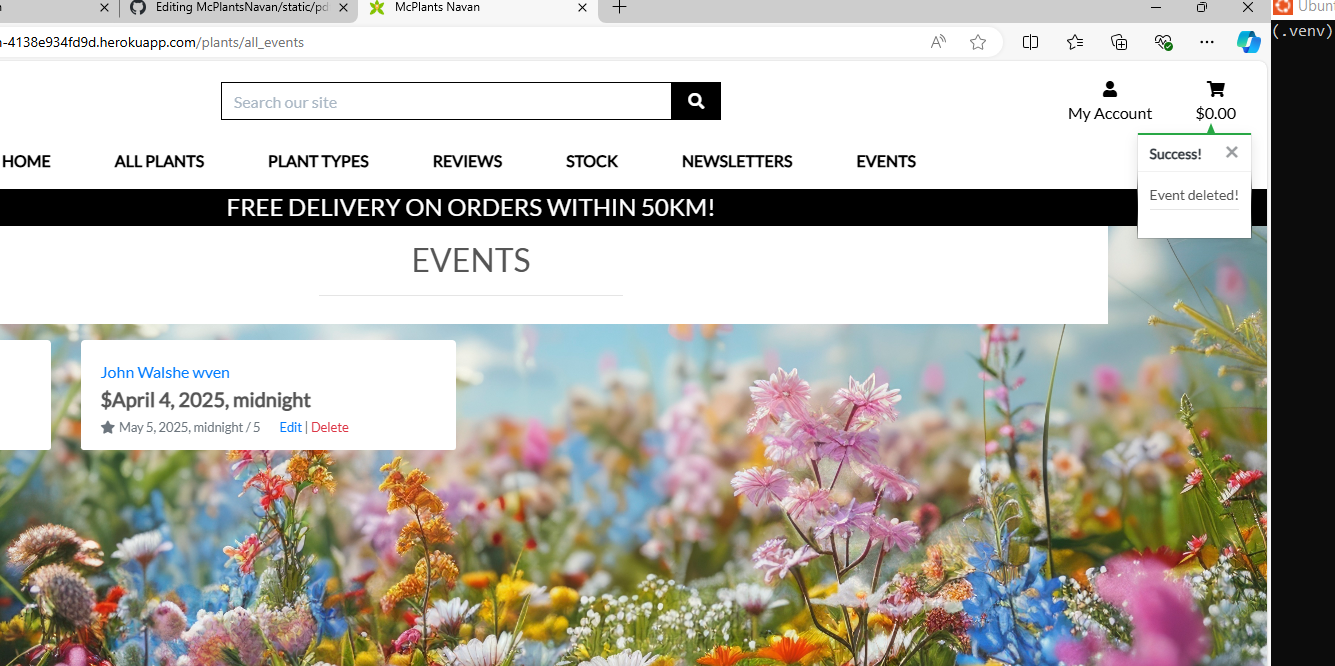 Editing McPlantsNavan/static/pd
McPlants Navan
Ubunt
-4138e934fd9d.herokuapp.com/plants/all_events
(.venv)
Search our site
My Account
$0.00
HOME
ALL PLANTS
PLANT TYPES
REVIEWS
STOCK
NEWSLETTERS
EVENTS
Success!
Event deleted!
FREE DELIVERY ON ORDERS WITHIN 50KM!
EVENTS
John Walshe wven
$April 4, 2025, midnight
May 5, 2025, midnight / 5 Edit | Delete